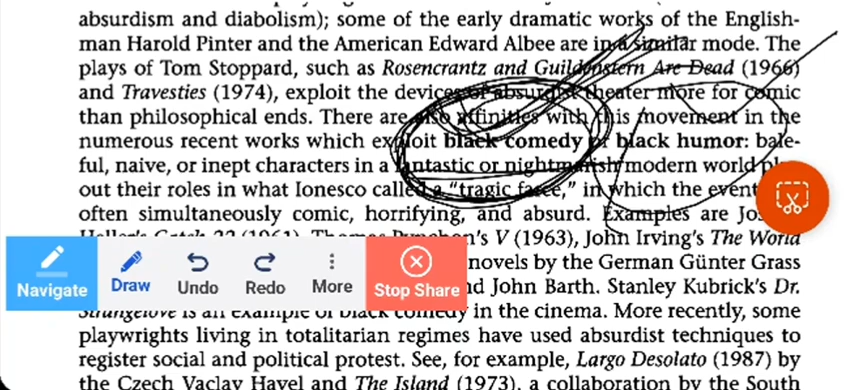 absurdism and diabolism); some of the early dramatic works of the English-
man Harold Pinter and the American Edward Albee are in a similar mode. The
plays of Tom Stoppard, such as Rosencrantz and Guildenstern Are Dead (1966)
and Travesties (1974), exploit the devices of absurdist theater more for comic
than philosophical ends. There are also affinities with this movement in the
numerous recent works which exploit black comedy or black humor: bale-
ful, naive, or inept characters in a fantastic or nightmarish modern world
out their roles in what Ionesco called a "tragic farce," in which the
often simultaneously comic, horrifying, and absurd. Examples are
's V (1963), John Irving's The World
novels by the German Günter Grass
John Barth. Stanley Kubrick's Dr.
Strangelove is an example of black comedy in the cinema. More recently, some
playwrights living in totalitarian regimes have used absurdist techniques to
register social and political protest. See, for example, Largo Desolato (1987) by
the Czech Vaclav Havel and The Island (1973), a collaboration by the South
Navigate
Draw
Undo
Redo
More
Stop Share